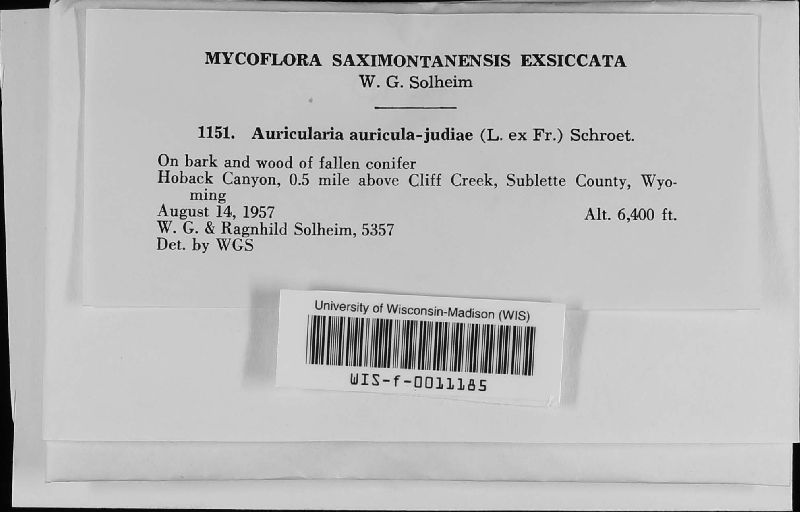 MYCOFLORA SAXIMONTANENSIS EXSICCATA
W. G. Solheim
1151. Auricularia auricula-judiae (L. ex Fr.) Schroet.
On bark and wood of fallen conifer
Hoback Canyon, 0.5 mile above Cliff Creek, Sublette County, Wyo-
ming
August 14, 1957 Alt. 6,400 ft.
W. G. & Ragnhild Solheim, 5357
Det. by WGS
University of Wisconsin-Madison (WIS)
WIS-f-0011185